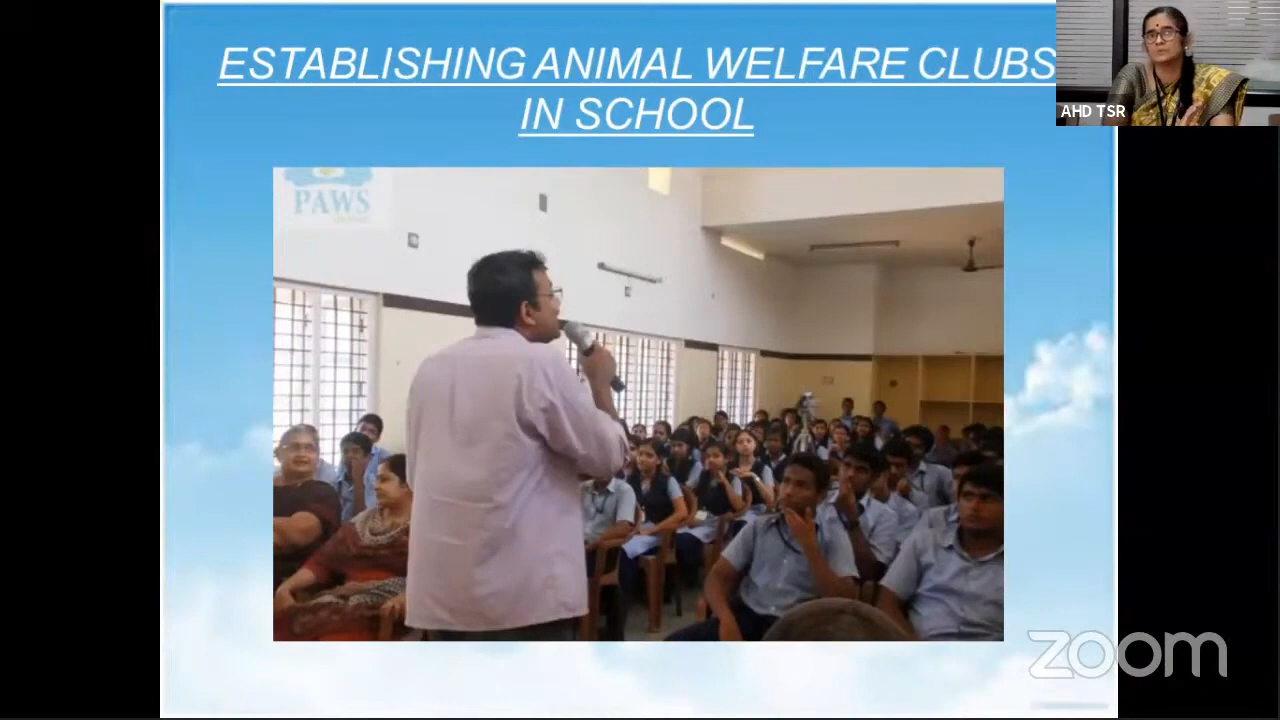 ESTABLISHING ANIMAL WELFARE CLUBS
IN SCHOOL
AHD TSR
PAWS
zoom